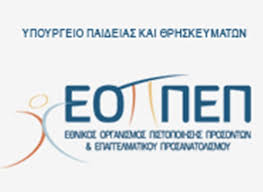 ΥΠΟΥΡΓΕΙΟ ΠΑΙΔΕΙΑΣ ΚΑΙ ΘΡΗΣΚΕΥΜΑΤΩΝ
ΕΟΠΠΕΠ
ΕΘΝΙΚΟΣ ΟΡΓΑΝΙΣΜΟΣ ΠΙΣΤΟΠΟΙΗΣΗΣ ΠΡΟΣΟΝΤΩΝ
& ΕΠΑΓΓΕΛΜΑΤΙΚΟΥ ΠΡΟΣΑΝΑΤΟΛΙΣΜΟΥ